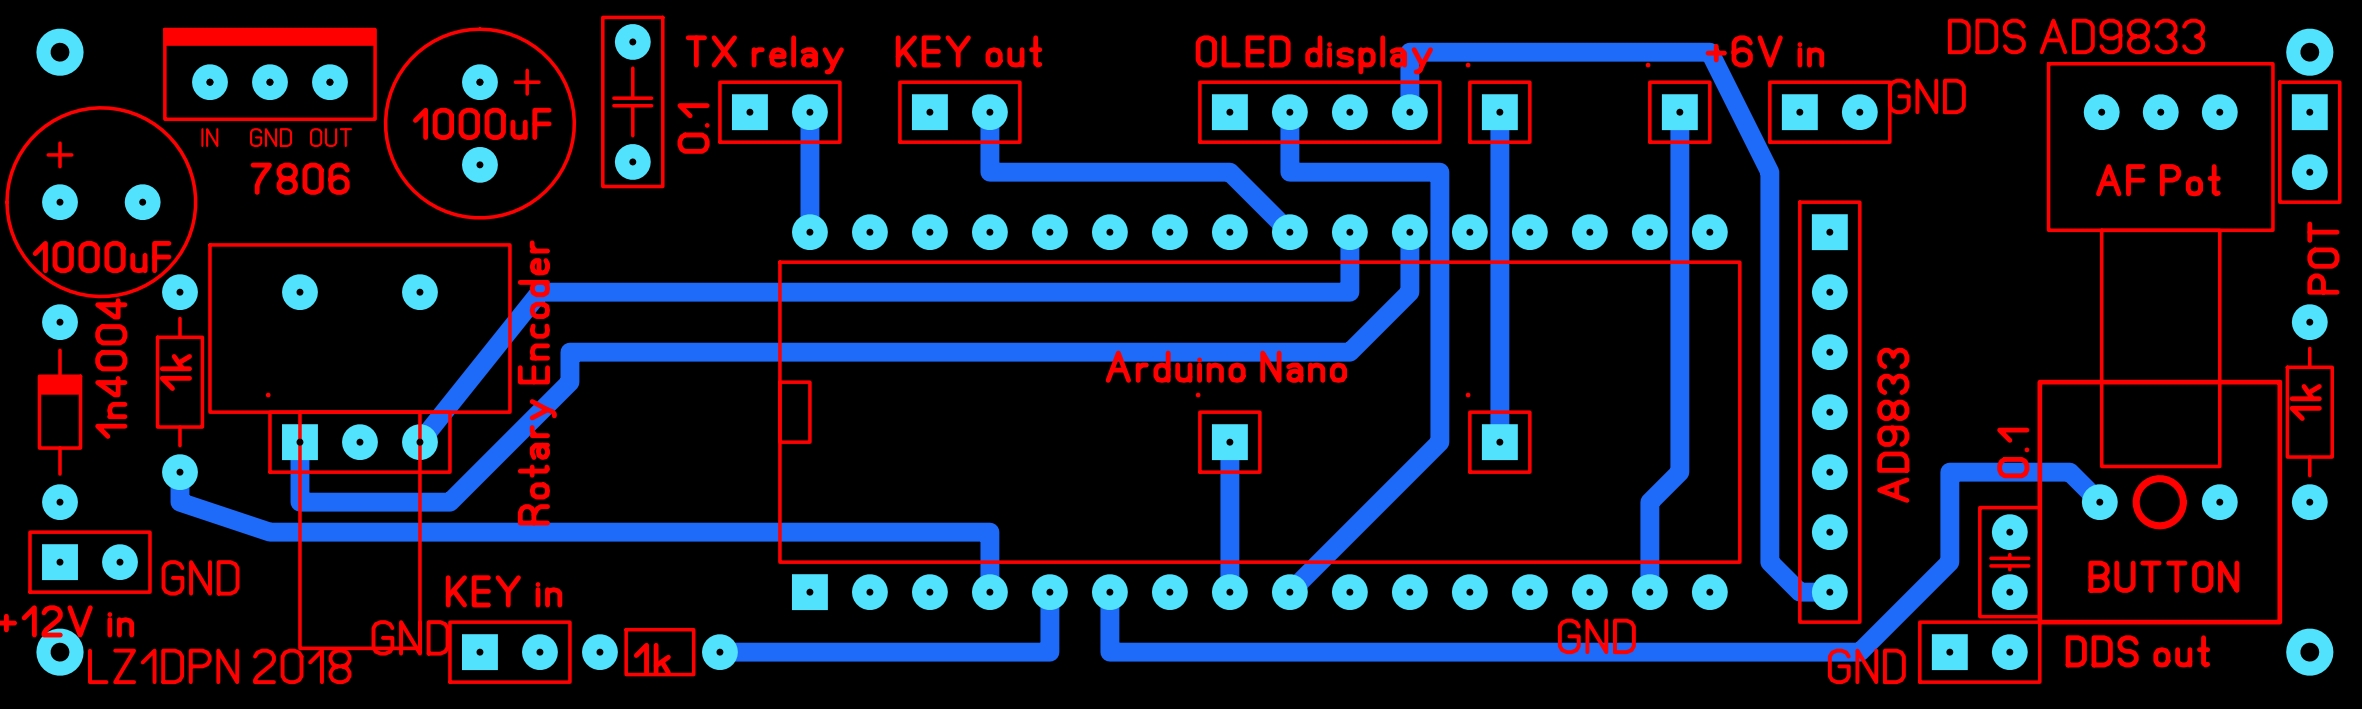 DDS AD9833
TX relay
KEY out
OLED display
+6V in
GND
+
1000uF
0.1
IN GND OUT
7806
+
1000uF
AF Pot
POT
Rotary Encoder
1n4004
1k
Arduino Nano
AD9833
1k
0.1
BUTTON
GND
+12V in
KEY in
GND
1k
GND
GND
DDS out
LZ1DPN 2018